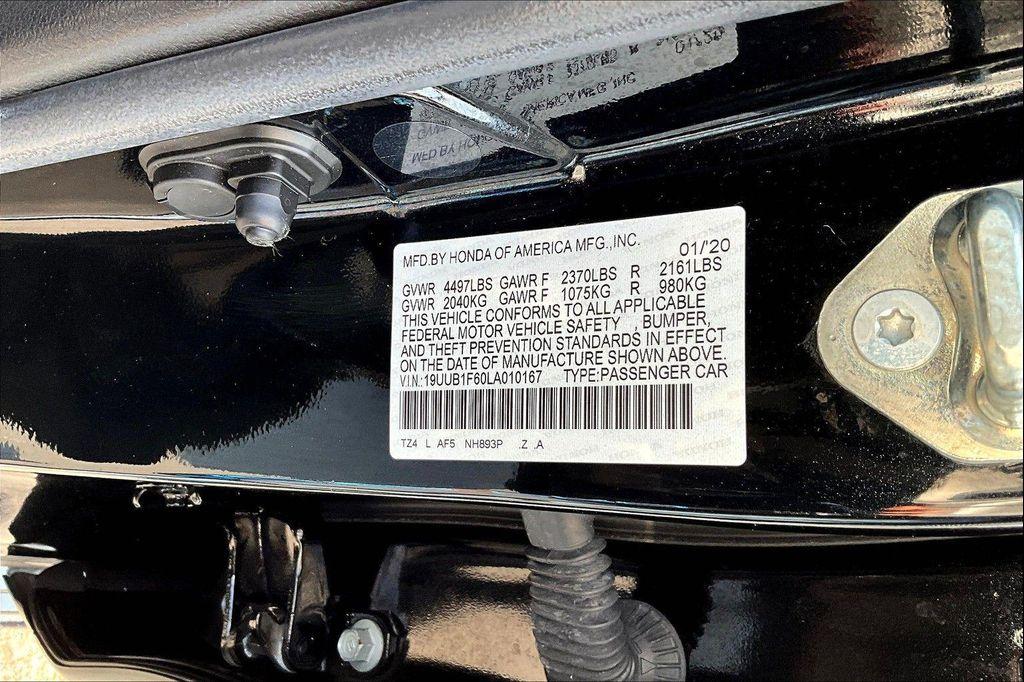 MFD.BY HONDA OF AMERICA MFG.,INC. 01/'20
GVWR 4497LBS GAWR F 2370LBS R 2161LBS
GVWR 2040KG GAWR F 1075KG R 980KG
THIS VEHICLE CONFORMS TO ALL APPLICABLE
FEDERAL MOTOR VEHICLE SAFETY , BUMPER,
AND THEFT PREVENTION STANDARDS IN EFFECT
ON THE DATE OF MANUFACTURE SHOWN ABOVE.
V.I.N.:19UUB1F60LA010167 TYPE:PASSENGER CAR
TZ4 L AF5 NH893P .Z .A